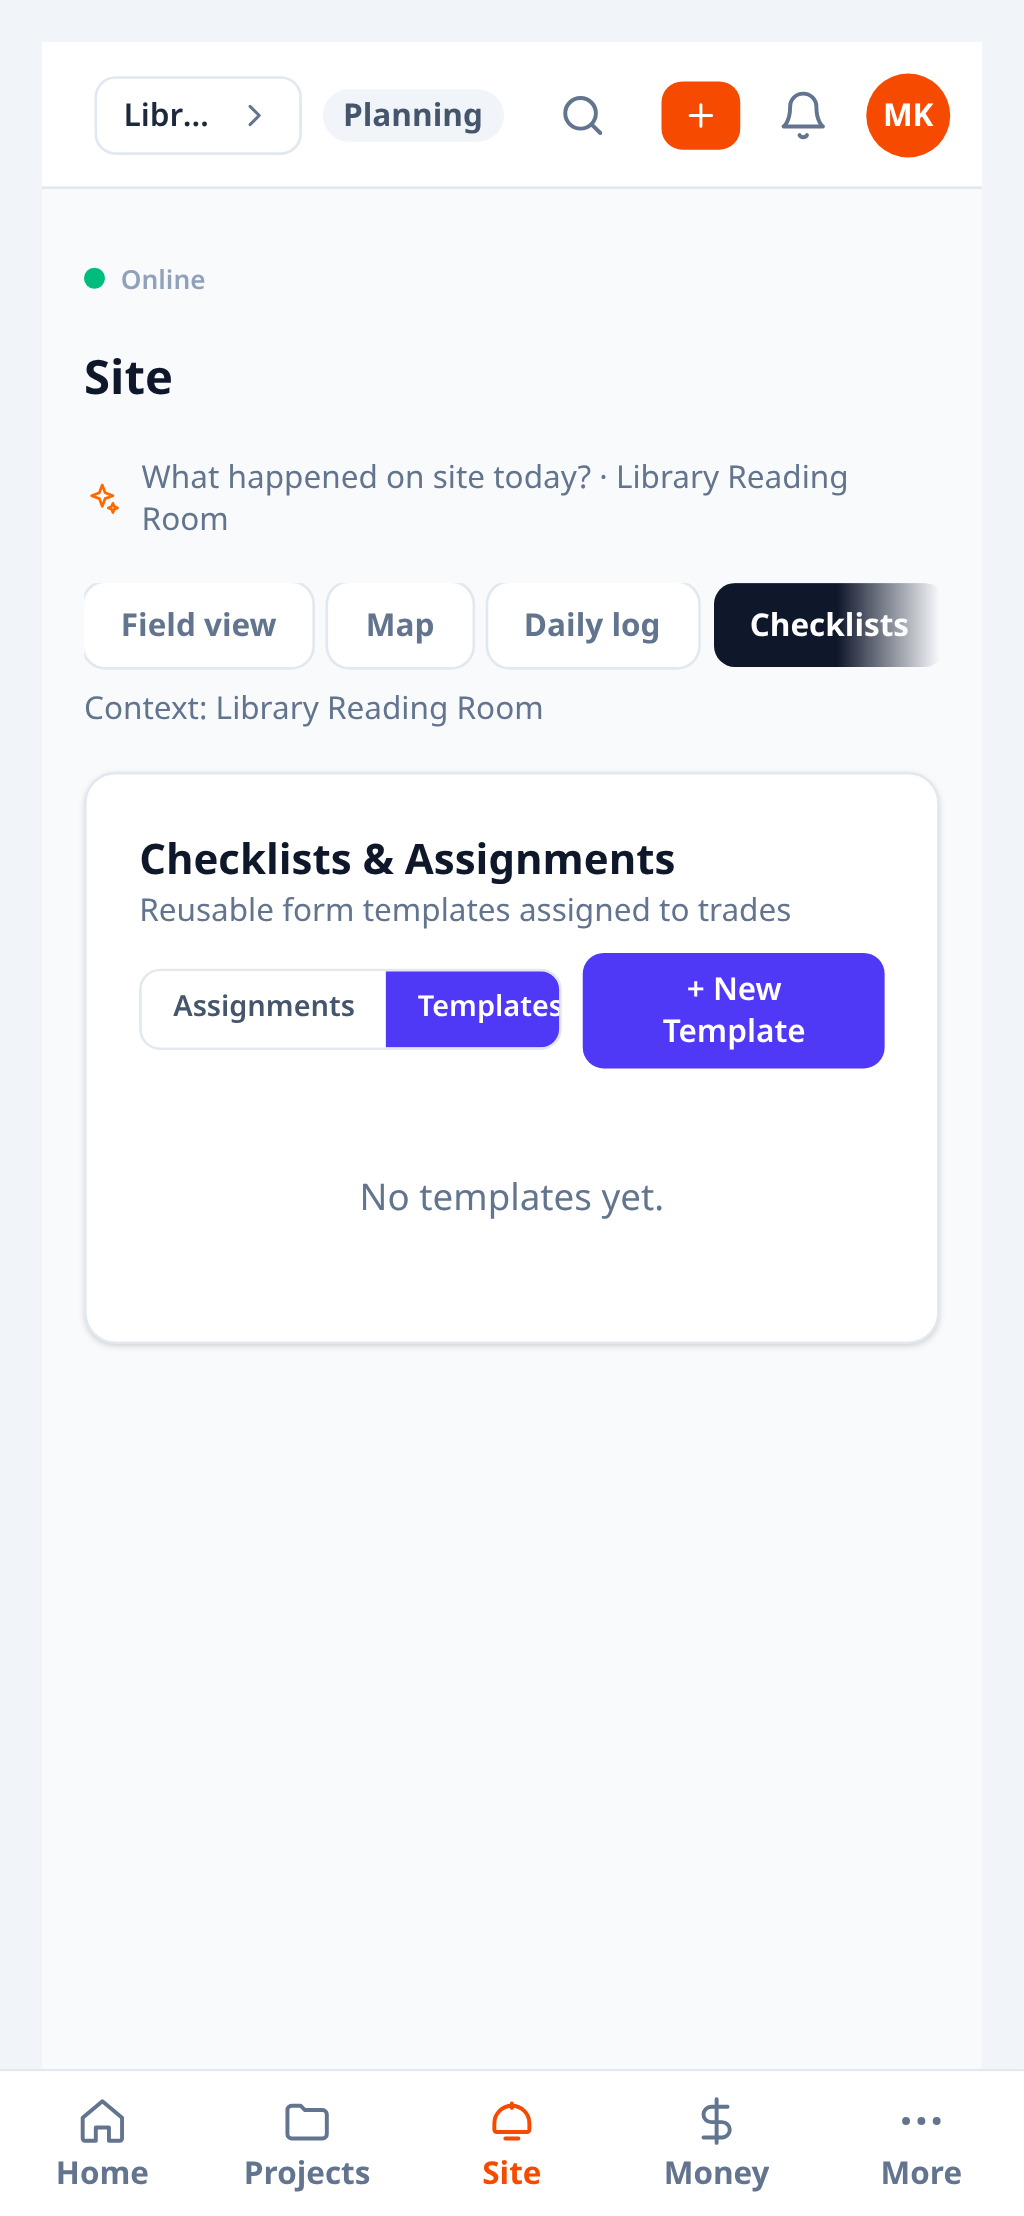 Libr...
Planning
MK
Online
Site
What happened on site today? · Library Reading
Room
Field view
Map
Daily log
Checklists
Context: Library Reading Room
Checklists & Assignments
Reusable form templates assigned to trades
Assignments
Templates
+ New
Template
No templates yet.
Home
Projects
Site
Money
More